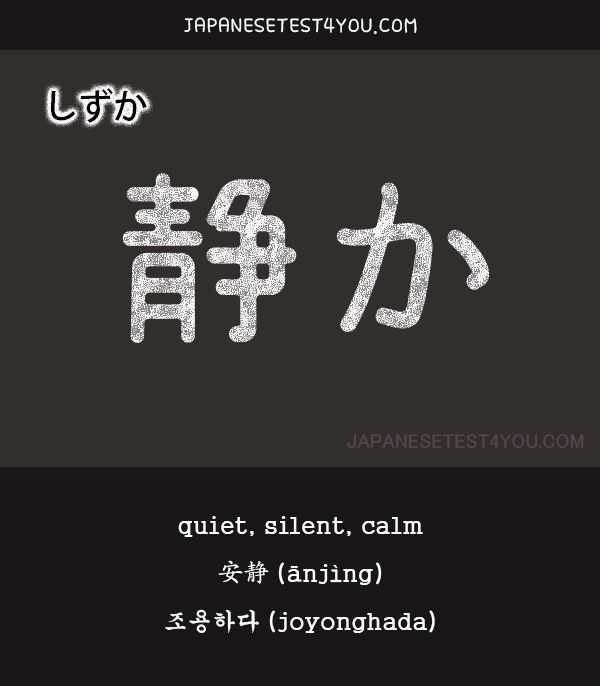 JAPANESETEST4YOU.COM
しずか
静か
JAPANESETEST4YOU.COM
quiet, silent, calm
安静 (ānjìng)
조용하다 (joyonghada)